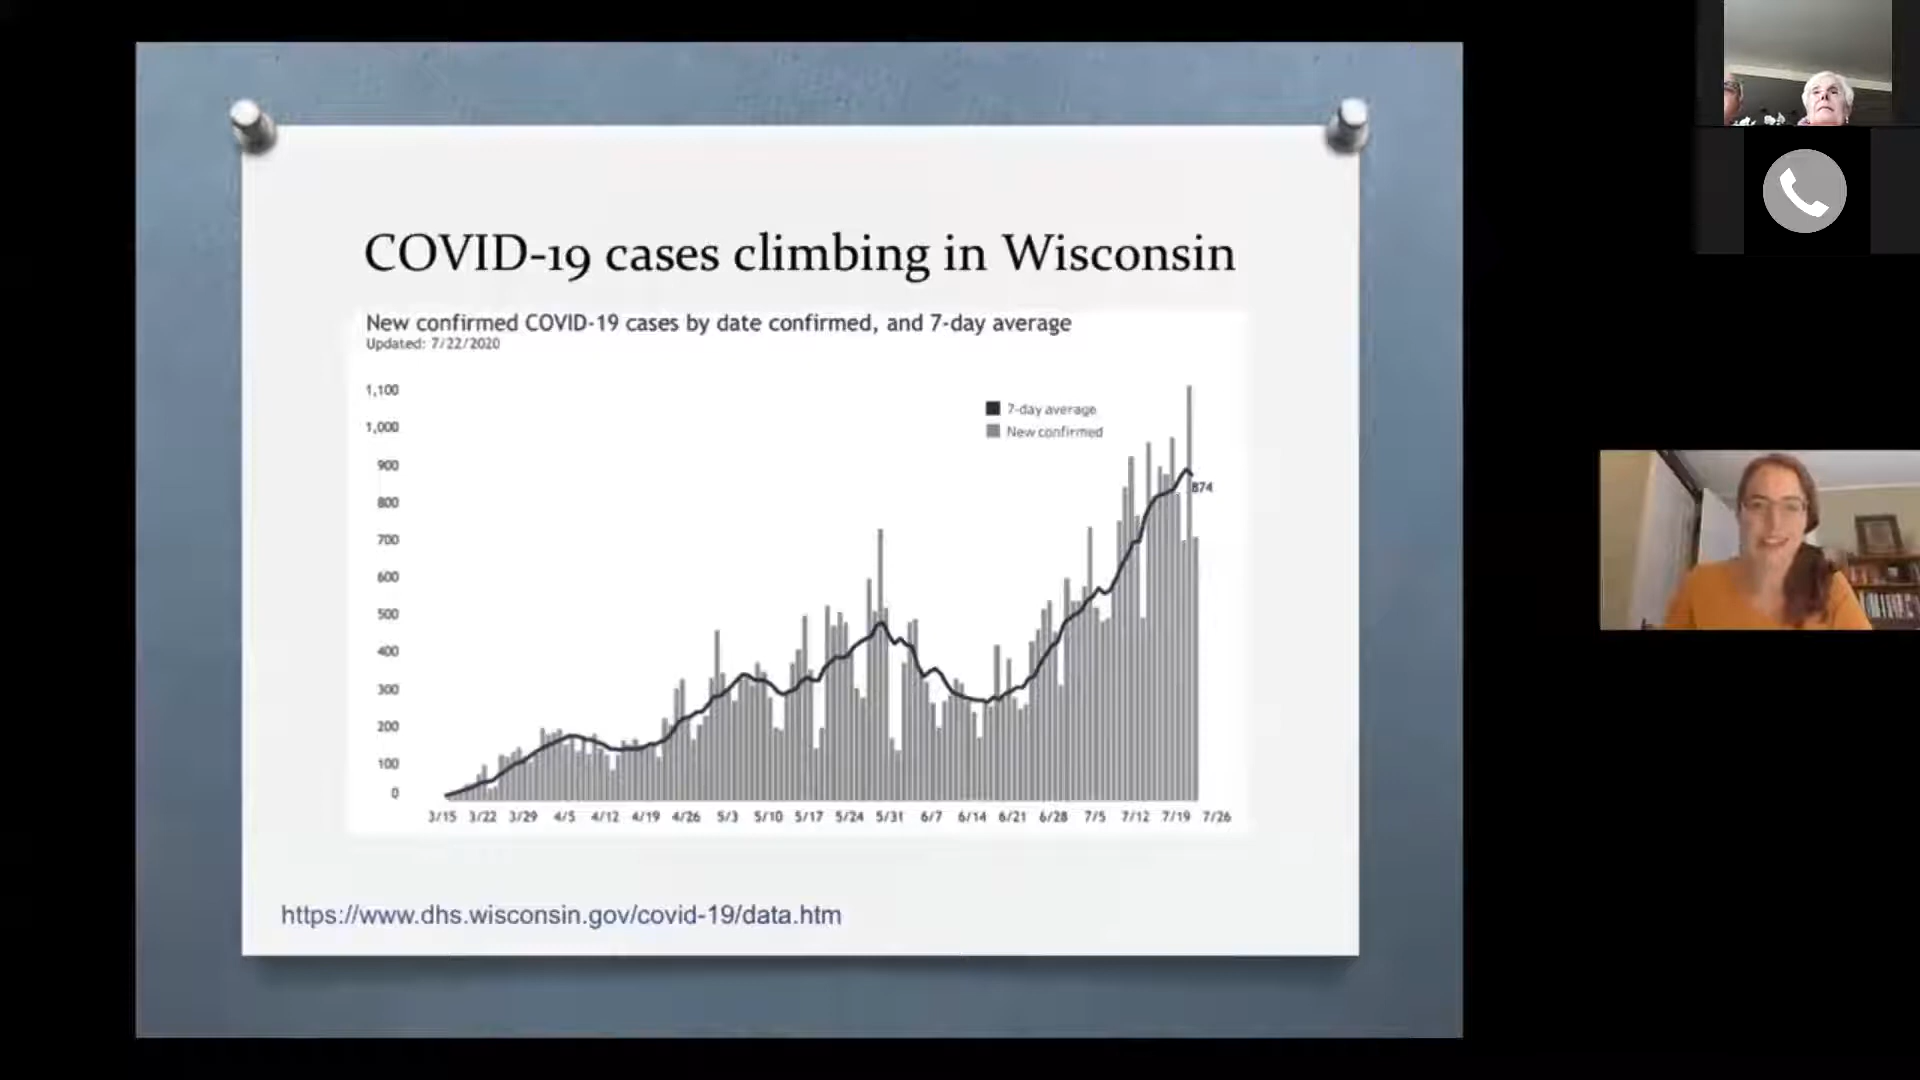 COVID-19 cases climbing in Wisconsin
New confirmed COVID-19 cases by date confirmed, and 7-day average
Updated: 7/22/2020
1,100
1,000
900
800
700
600
500
400
300
200
100
0
7-day average
New confirmed
874
3/15 3/22 3/29 4/5 4/12 4/19 4/26 5/3 5/10 5/17 5/24 5/31 6/7 6/14 6/21 6/28 7/5 7/12 7/19 7/26
https://www.dhs.wisconsin.gov/covid-19/data.htm